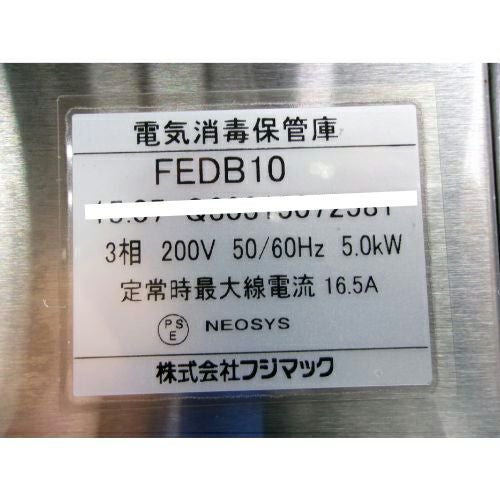 電気消毒保管庫
FEDB10
3相 200V 50/60Hz 5.0kW
定常時最大線電流 16.5A
PSE NEOSYS
株式会社フジマック